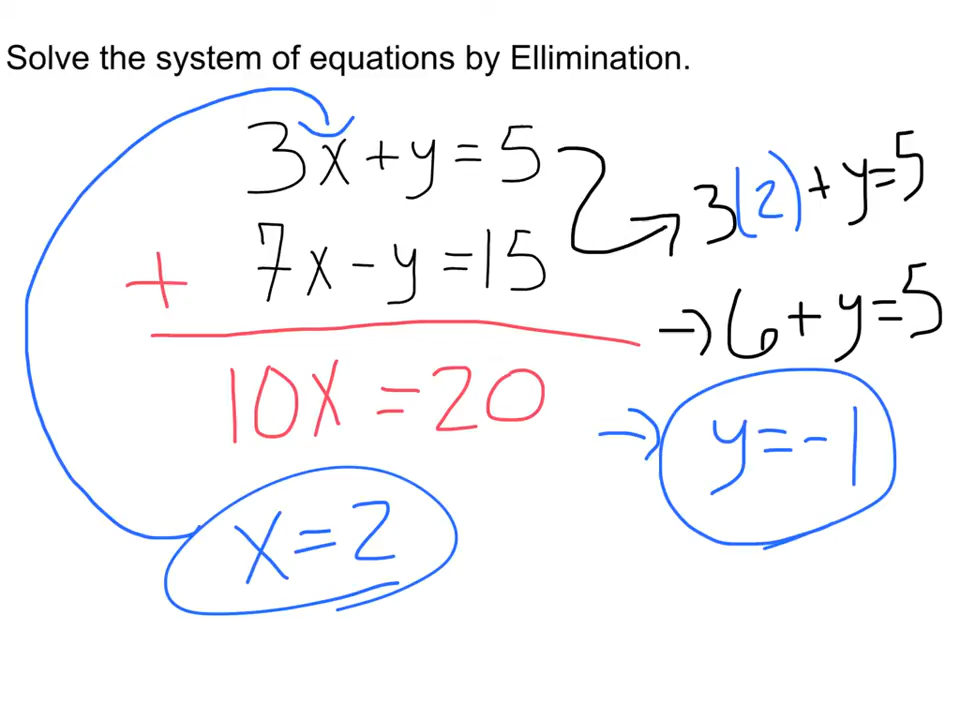 Solve the system of equations by Ellimination.
3x + y = 5
7x - y = 15
+
10x = 20
x = 2
3(2) + y = 5
→ 6 + y = 5
→ y = -1